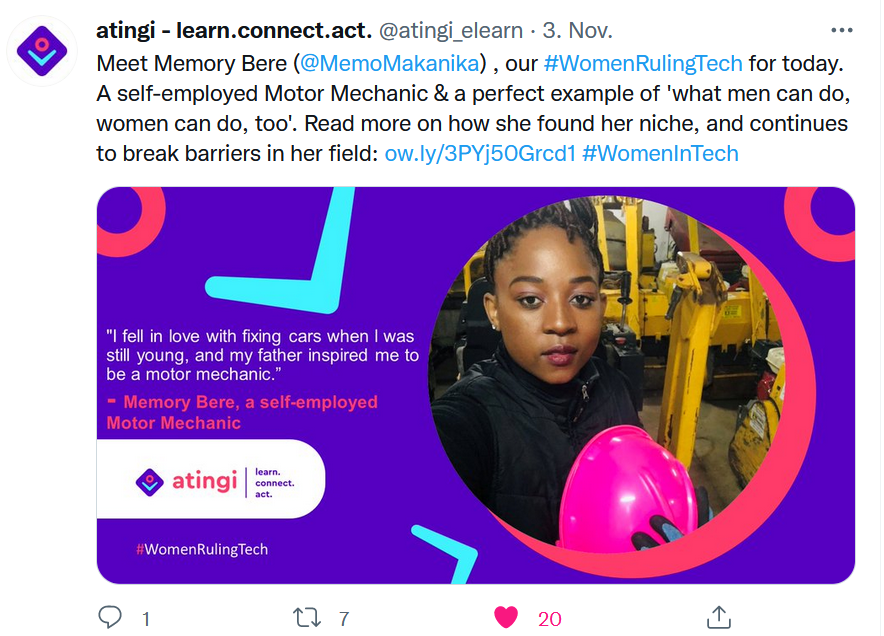 atingi - learn.connect.act. @atingi_elearn · 3. Nov.
Meet Memory Bere (@MemoMakanika) , our #WomenRulingTech for today.
A self-employed Motor Mechanic & a perfect example of 'what men can do,
women can do, too'. Read more on how she found her niche, and continues
to break barriers in her field: ow.ly/3PYj50Grcd1 #WomenInTech
"I fell in love with fixing cars when I was
still young, and my father inspired me to
be a motor mechanic.”
- Memory Bere, a self-employed
Motor Mechanic
atingi
learn.
connect.
act.
#WomenRulingTech
1
7
20